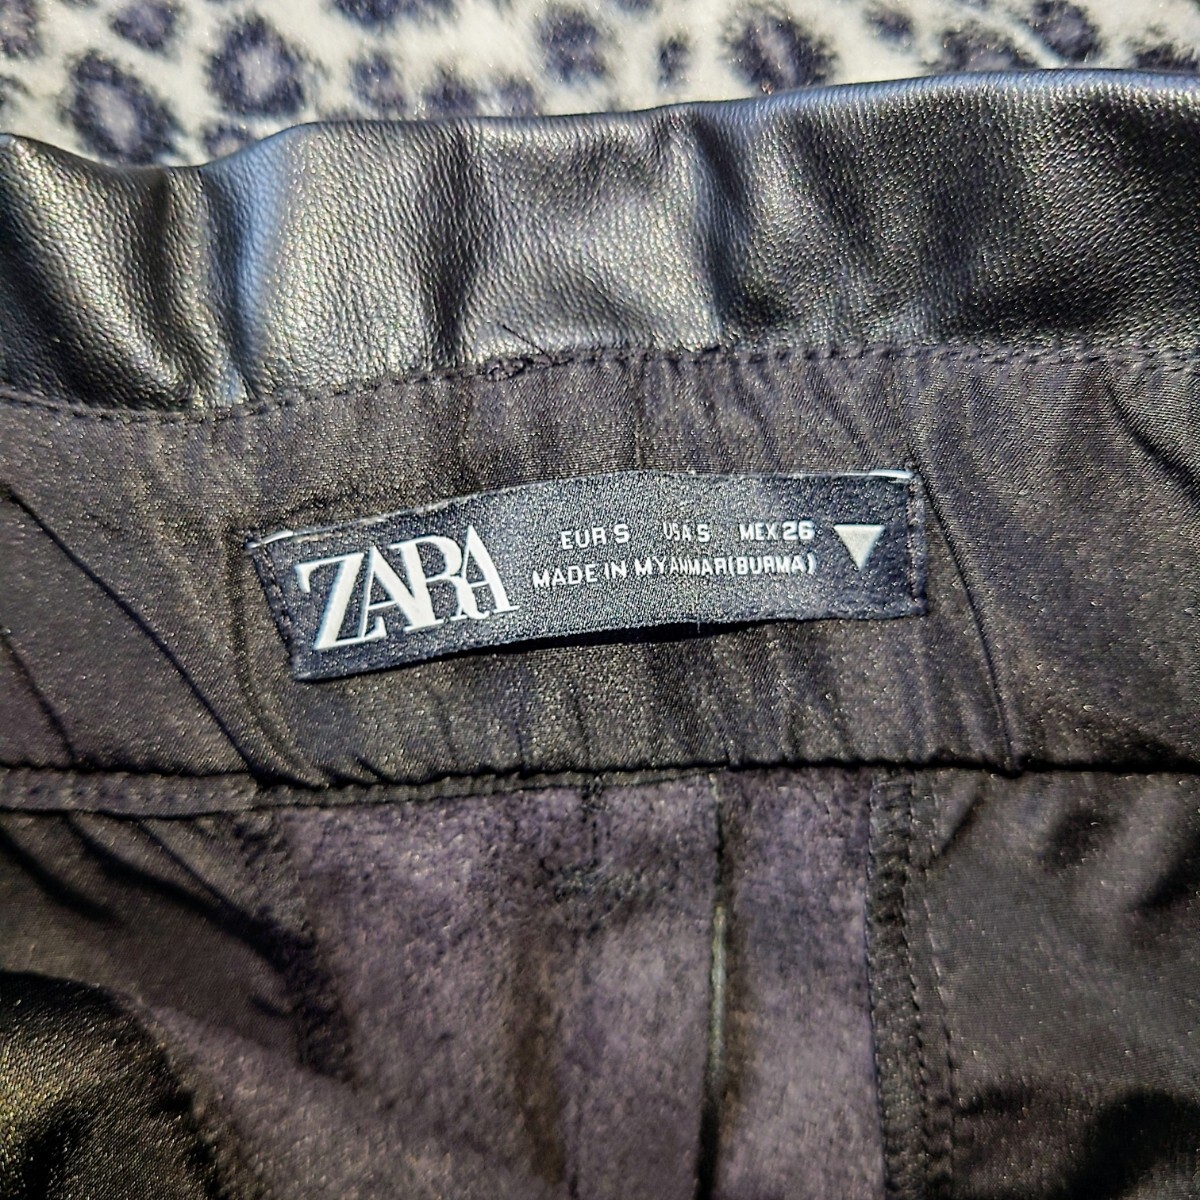 ZARA
EUR S USA S MEX 26
MADE IN MYANMAR(BURMA)